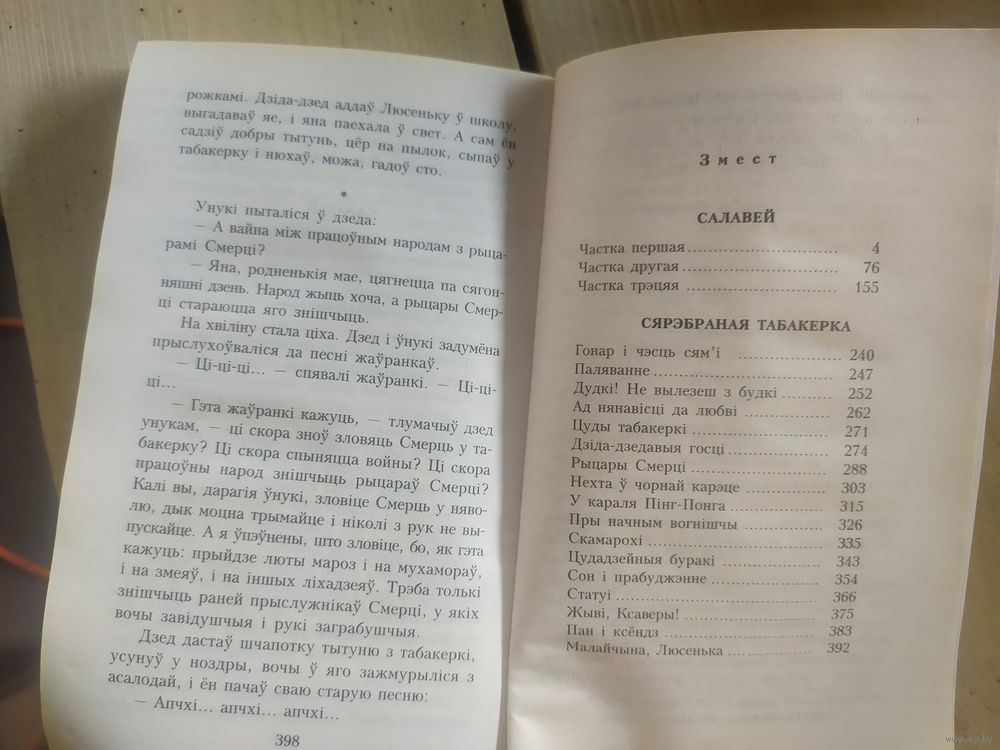 рожкамі. Дзіда-дзед аддаў Люсеньку ў школу,
выгадаваў яе, і яна паехала ў свет. А сам ён
садзіў добры тытунь, цёр на пылок, сыпаў у
табакерку і нюхаў, можа, гадоў сто.
*
Унукі пыталіся ў дзеда:
— А вайна між працоўным народам з рыца-
рамі Смерці?
— Яна, родненькія мае, цягнецца па сягон-
няшні дзень. Народ жыць хоча, а рыцары Смер-
ці стараюцца яго знішчыць.
На хвіліну стала ціха. Дзед і ўнукі задумёна
прыслухоўваліся да песні жаўранкаў.
— Ці-ці-ці... — спявалі жаўранкі. — Ці-ці-
ці...
— Гэта жаўранкі кажуць, — тлумачыў дзед
унукам, — ці скора зноў зловяць Смерць у та-
бакерку? Ці скора спыняцца войны? Ці скора
працоўны народ знішчыць рыцараў Смерці?
Калі вы, дарагія ўнукі, зловіце Смерць у няво-
лю, дык моцна трымайце і ніколі з рук не вы-
пускайце. А я ўпэўнены, што зловіце, бо, як гэта
кажуць: прыйдзе люты мароз і на мухамораў,
і на змеяў, і на іншых ліхадзеяў. Трэба толькі
знішчыць раней прыслужнікаў Смерці, у якіх
вочы завідушчыя і рукі заграбушчыя.
Дзед дастаў шчапотку тытуню з табакеркі,
усунуў у ноздры, вочы ў яго зажмурыліся з
асалодай, і ён пачаў сваю старую песню:
— Апчхі... апчхі... апчхі...
398
Змест
САЛАВЕЙ
Частка першая 4
Частка другая 76
Частка трэцяя 155
СЯРЭБРАНАЯ ТАБАКЕРКА
Гонар і чэсць сям'і 240
Паляванне 247
Дудкі! Не вылезеш з будкі 252
Ад нянавісці да любві 262
Цуды табакеркі 271
Дзіда-дзедавыя госці 274
Рыцары Смерці 288
Нехта ў чорнай карэце 303
У караля Пінг-Понга 315
Пры начным вогнішчы 326
Скамарохі 335
Цудадзейныя буракі 343
Сон і прабуджэнне 354
Статуі 366
Жыві, Ксаверы! 375
Пан і ксёндз 383
Малайчына, Люсенька 392
www.ay.by